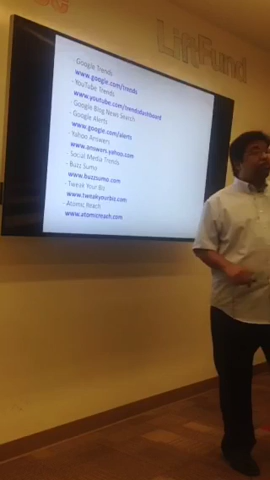 LiftFund
- Google Trends
www.google.com/trends
- YouTube Trends
www.youtube.com/trendsdashboard
- Google Blog News Search
- Google Alerts
www.google.com/alerts
- Yahoo Answers
www.answers.yahoo.com
Social Media Trends
- Buzz Sumo
www.buzzsumo.com
- Tweak Your Biz
www.tweakyourbiz.com
- Atomic Reach
www.atomicreach.com